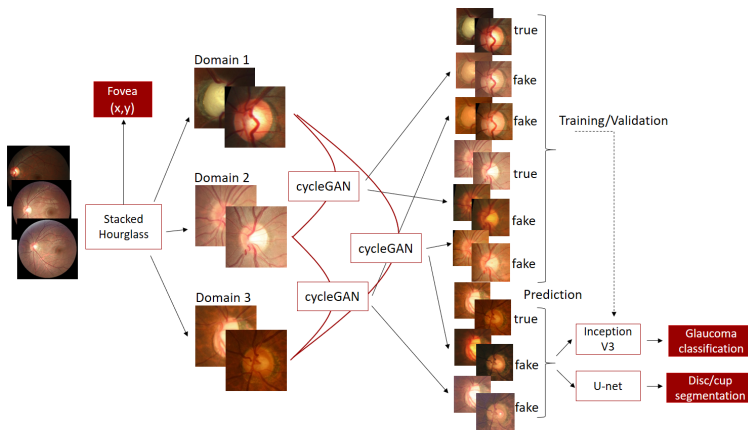 Fovea
(x,y)
Stacked
Hourglass
Domain 1
Domain 2
Domain 3
cycleGAN
cycleGAN
cycleGAN
true
fake
fake
true
fake
fake
true
fake
fake
Training/Validation
Prediction
Inception
V3
U-net
Glaucoma
classification
Disc/cup
segmentation